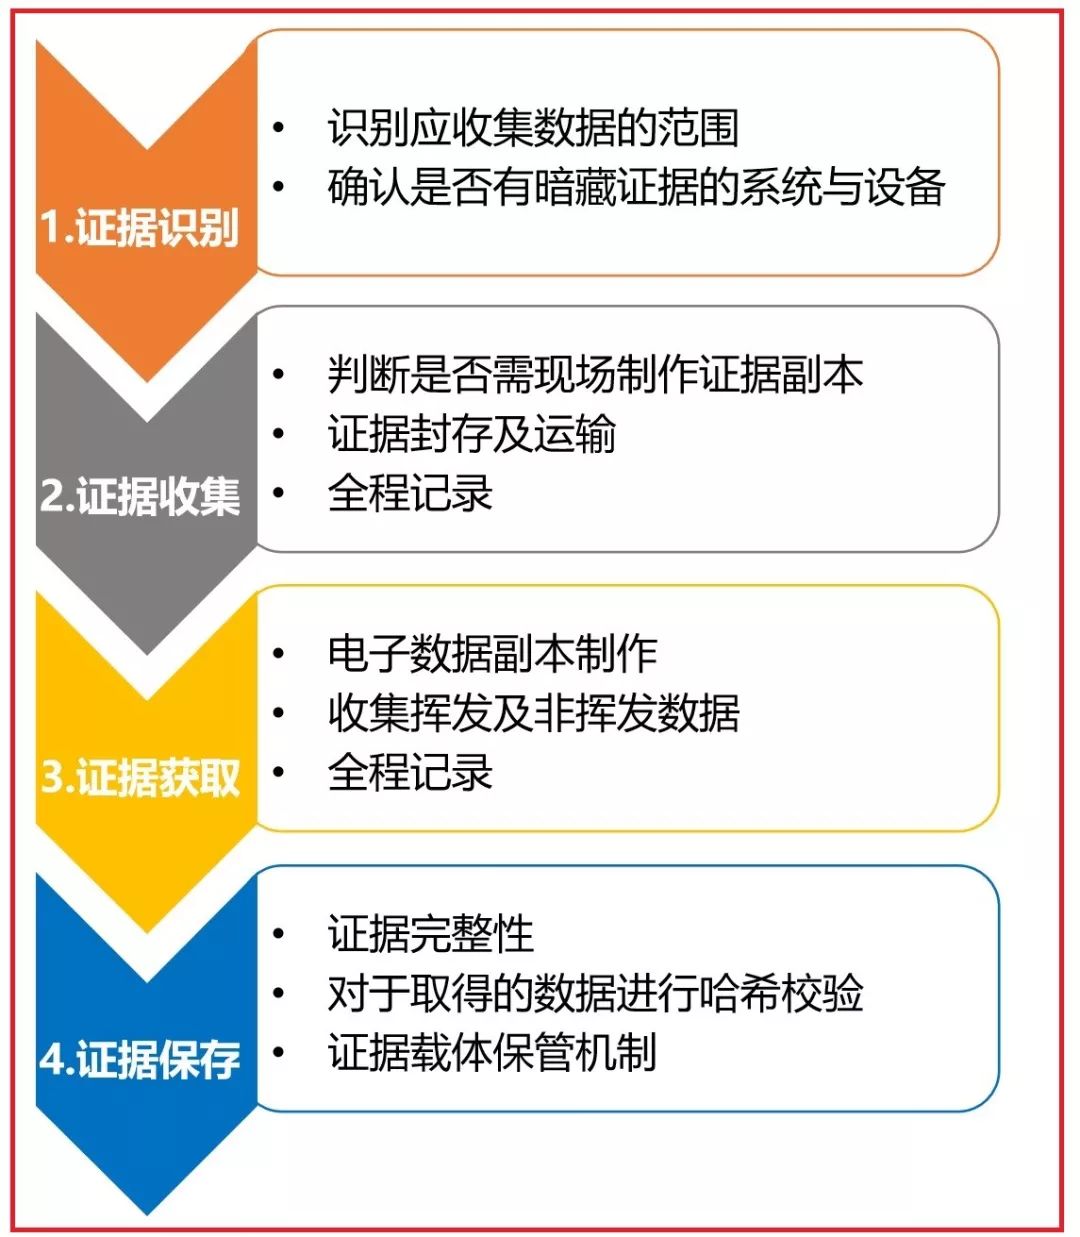 1.证据识别
• 识别应收集数据的范围
• 确认是否有暗藏证据的系统与设备
2.证据收集
• 判断是否需现场制作证据副本
• 证据封存及运输
• 全程记录
3.证据获取
• 电子数据副本制作
• 收集挥发及非挥发数据
• 全程记录
4.证据保存
• 证据完整性
• 对于取得的数据进行哈希校验
• 证据载体保管机制